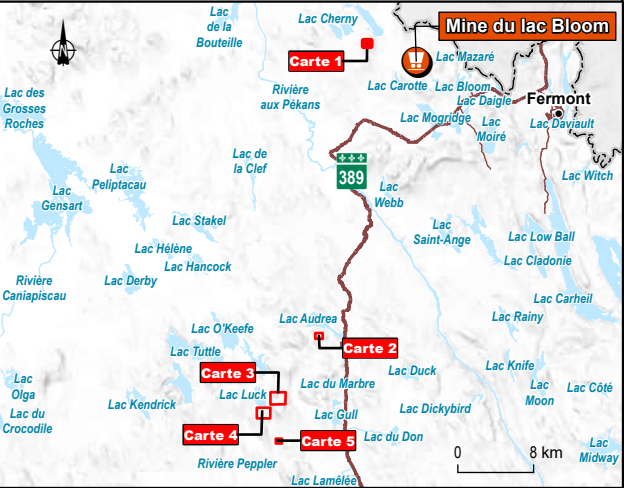 Lac
de la
Bouteille
Lac Cherny
Mine du lac Bloom
Carte 1
Lac Mazaré
Lac Carotte
Lac Bloom
Lac Daigle
Fermont
Rivière
aux Pékans
Lac des
Grosses
Roches
Lac Mogridge
Lac
Moiré
Lac Daviault
Lac de
la Clef
Lac
Peliptacau
389
Lac
Webb
Lac Witch
Lac
Gensart
Lac Stakel
Lac
Saint-Ange
Lac Low Ball
Lac Hélène
Lac Hancock
Lac Cladonie
Rivière
Caniapiscau
Lac Derby
Lac Carheil
Lac Rainy
Lac Audrea
Lac O'Keefe
Carte 2
Lac Tuttle
Carte 3
Lac Duck
Lac Knife
Lac
Olga
Lac du Marbre
Lac
Moon
Lac Côté
Lac Luck
Lac Kendrick
Lac du
Crocodile
Lac Gull
Lac Dickybird
Carte 4
Carte 5
Lac du Don
Lac
Midway
Rivière Peppler
0 8 km
Lac Lamêlée